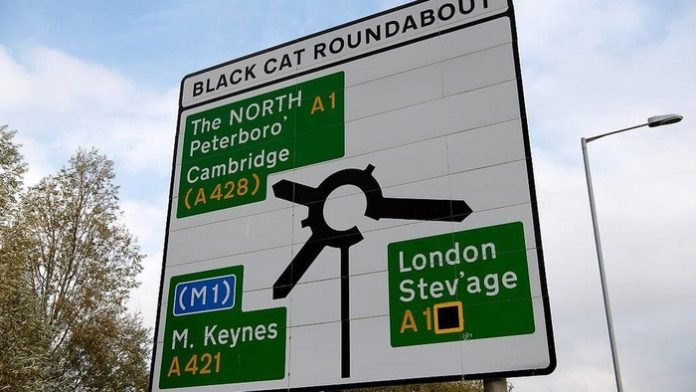 BLACK CAT ROUNDABOUT
The NORTH A1
Peterboro'
Cambridge
(A428)
London
Stev'age
A1
(M1)
M. Keynes
A421